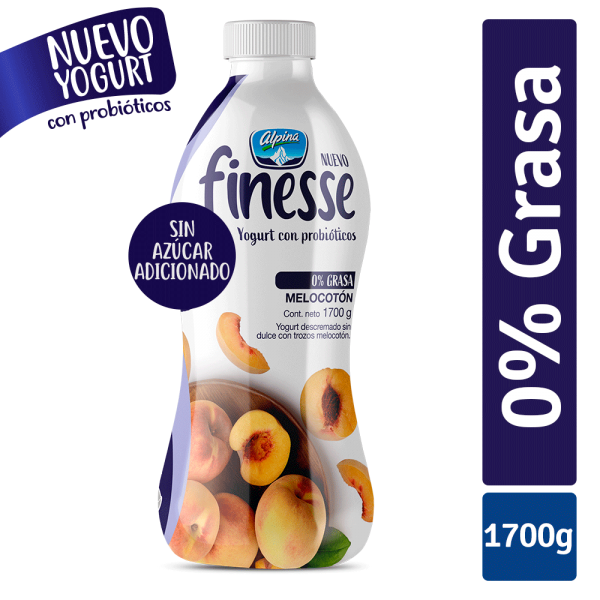 NUEVO
YOGURT
con probióticos
Alpina
NUEVO
finesse
Yogurt con probióticos
SIN
AZÚCAR
ADICIONADO
0% GRASA
MELOCOTÓN
Cont. neto 1700 g
Yogurt descremado sin
dulce con trozos melocotón.
0% Grasa
1700g